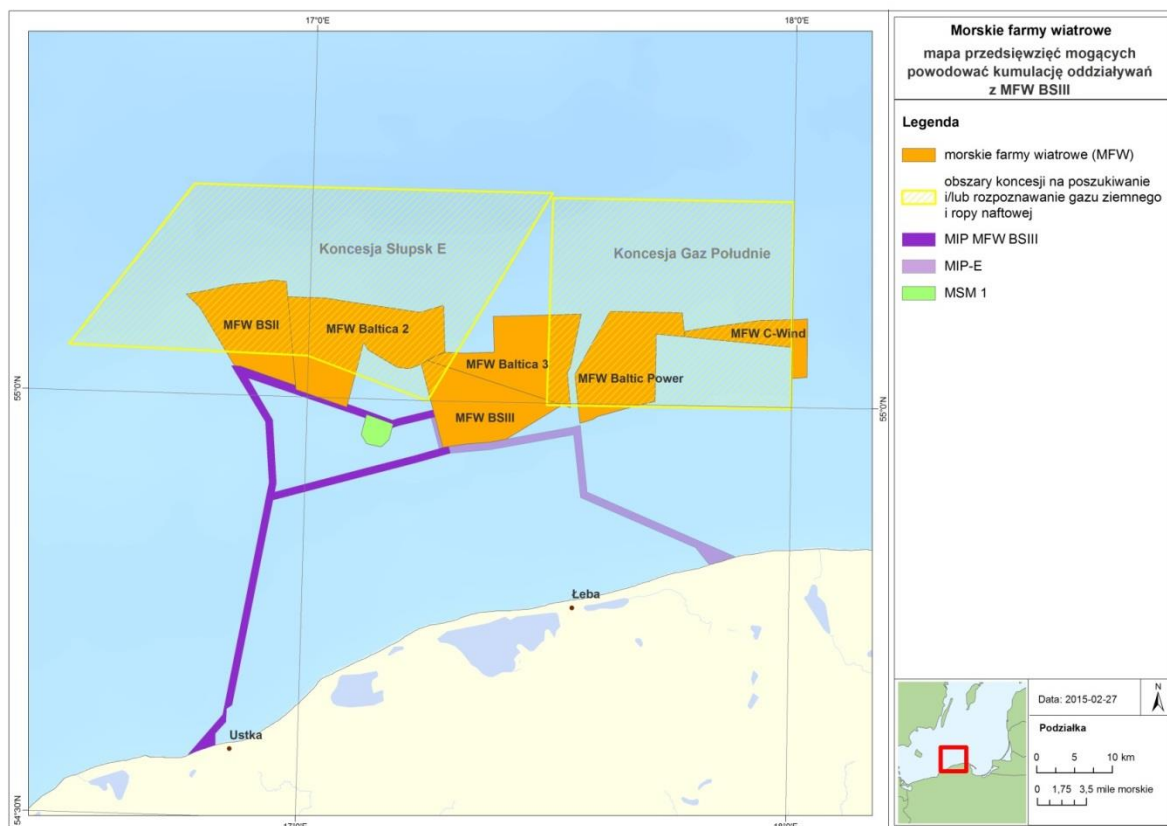 17°0'E
18°0'E
Koncesja Słupsk E
Koncesja Gaz Południe
MFW BSII
MFW Baltica 2
MFW C-Wind
MFW Baltica 3
MFW Baltic Power
MFW BSIII
55°0'N
55°0'N
Łeba
Ustka
54°30'N
17°0'E
18°0'E
Morskie farmy wiatrowe
mapa przedsięwzięć mogących
powodować kumulację oddziaływań
z MFW BSIII
Legenda
morskie farmy wiatrowe (MFW)
obszary koncesji na poszukiwanie
i/lub rozpoznawanie gazu ziemnego
i ropy naftowej
MIP MFW BSIII
MIP-E
MSM 1
Data: 2015-02-27
N
Podziałka
0 5 10 km
0 1,75 3,5 mile morskie